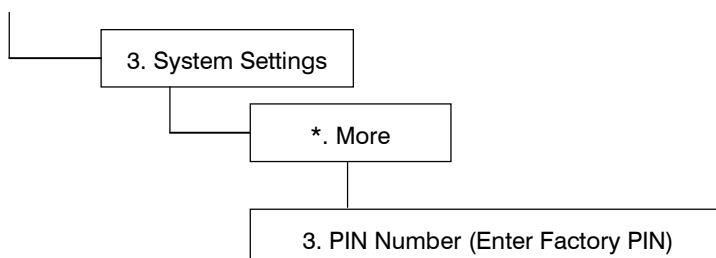 3. System Settings
*. More
3. PIN Number (Enter Factory PIN)